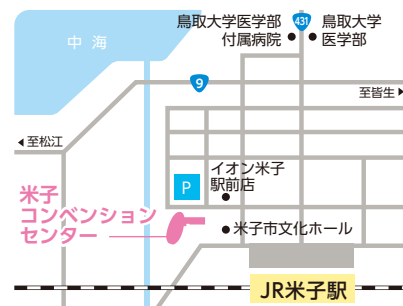 鳥取大学医学部
付属病院
431
鳥取大学
医学部
中海
9
至皆生
至松江
イオン米子
駅前店
P
米子
コンベンション
センター
米子市文化ホール
JR米子駅